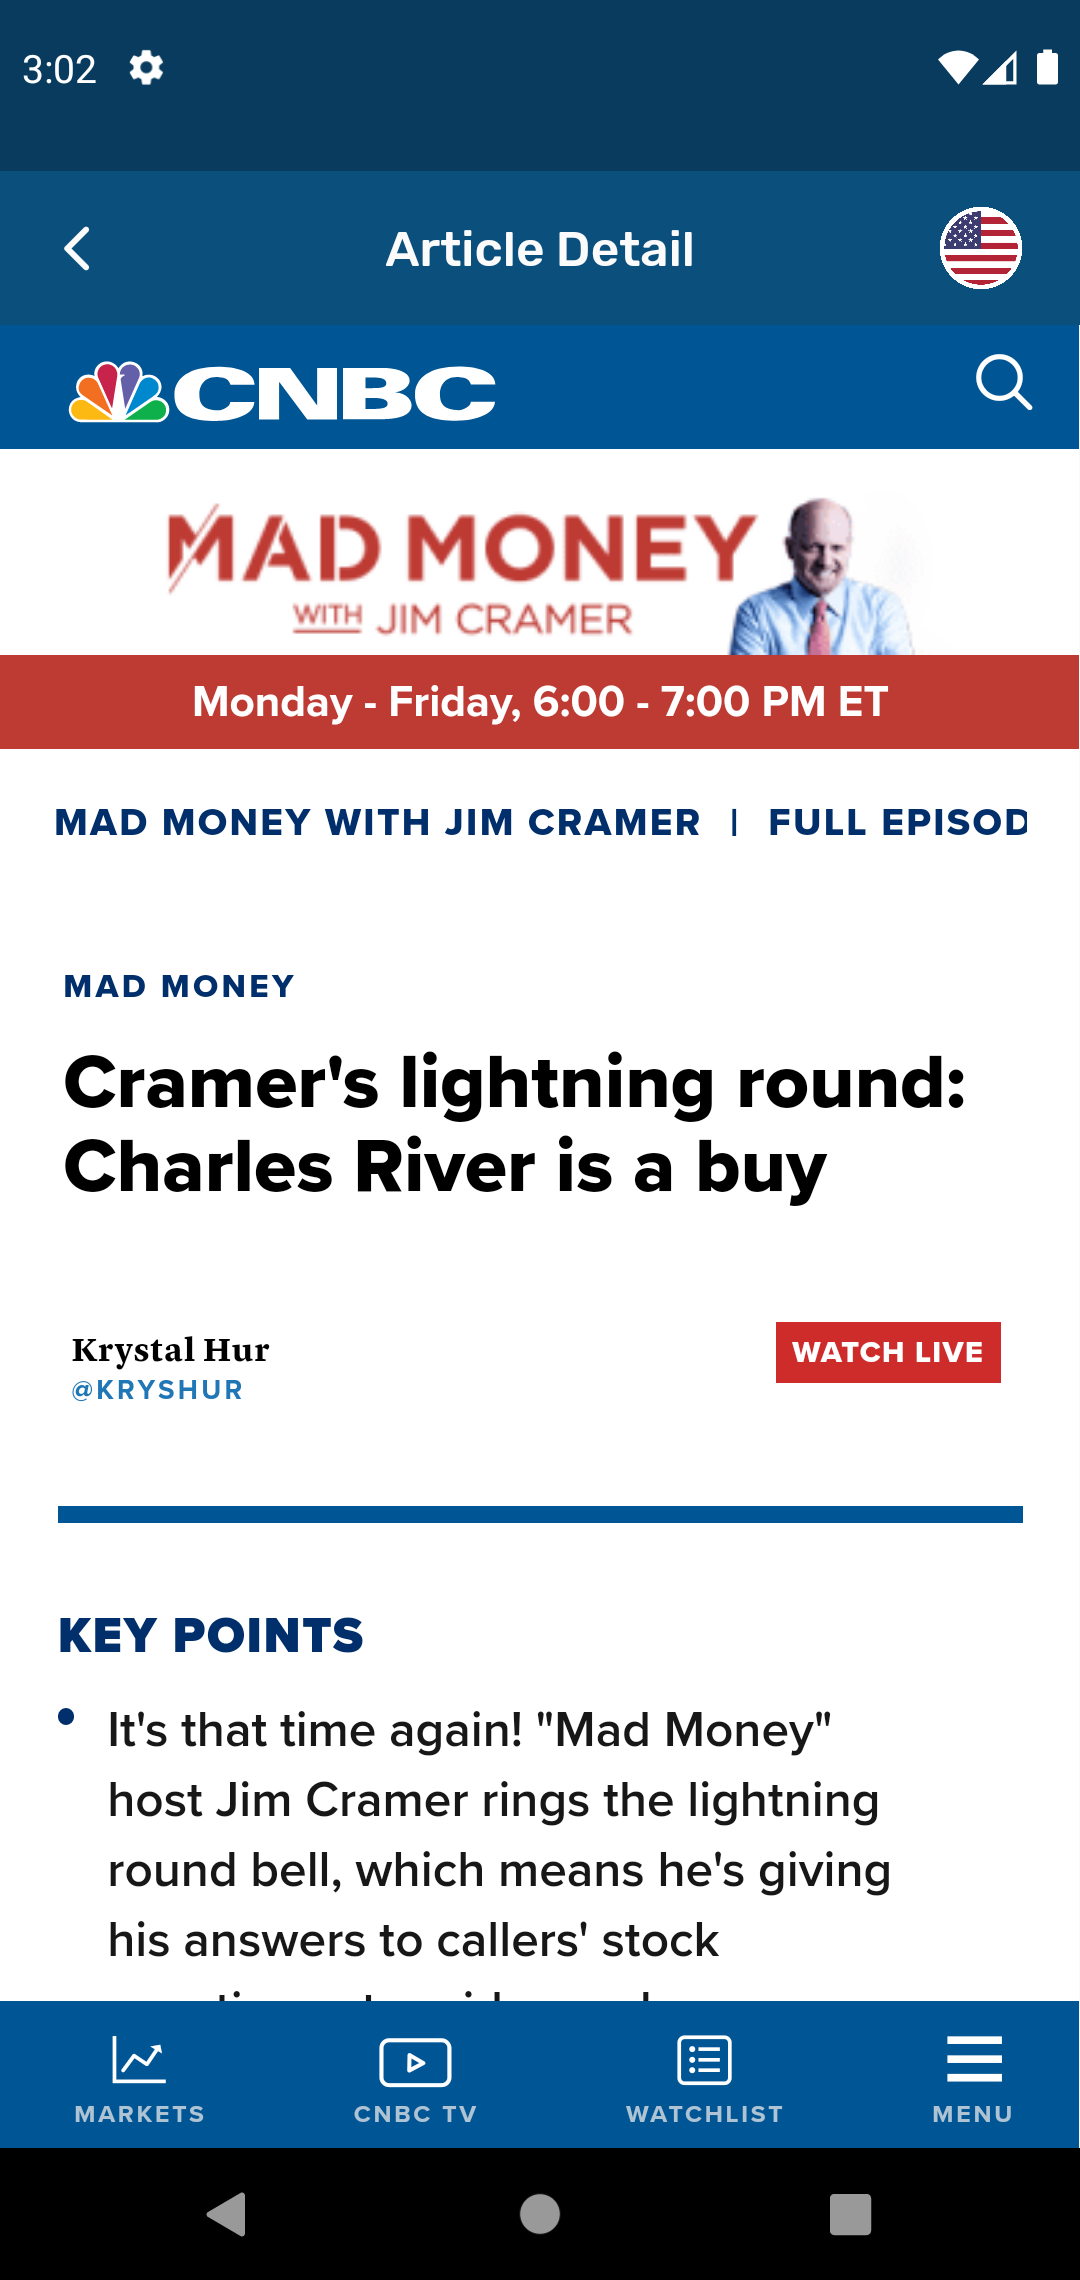 3:02
Article Detail
CNBC
MAD MONEY
WITH JIM CRAMER
Monday - Friday, 6:00 - 7:00 PM ET
MAD MONEY WITH JIM CRAMER | FULL EPISOD
MAD MONEY
Cramer's lightning round:
Charles River is a buy
Krystal Hur
@KRYSHUR
WATCH LIVE
KEY POINTS
It's that time again! "Mad Money"
host Jim Cramer rings the lightning
round bell, which means he's giving
his answers to callers' stock
MARKETS
CNBC TV
WATCHLIST
MENU